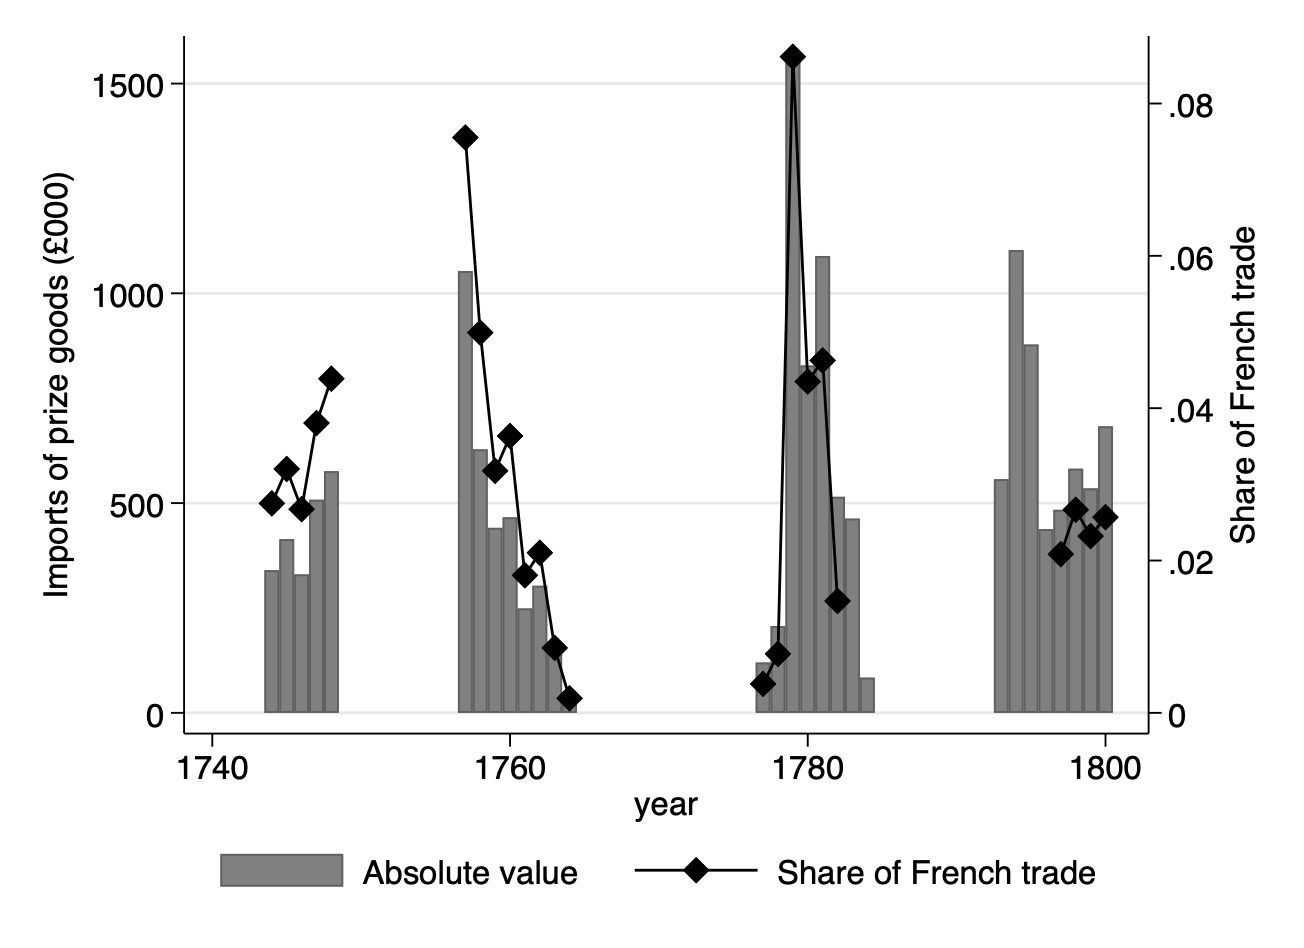 1500
1000
500
0
Imports of prize goods (£000)
.08
.06
.04
.02
0
Share of French trade
1740 1760 1780 1800
year
Absolute value Share of French trade